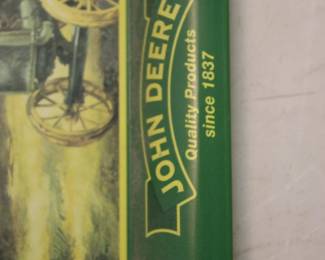 JOHN DEERE
Quality Products
since 1837